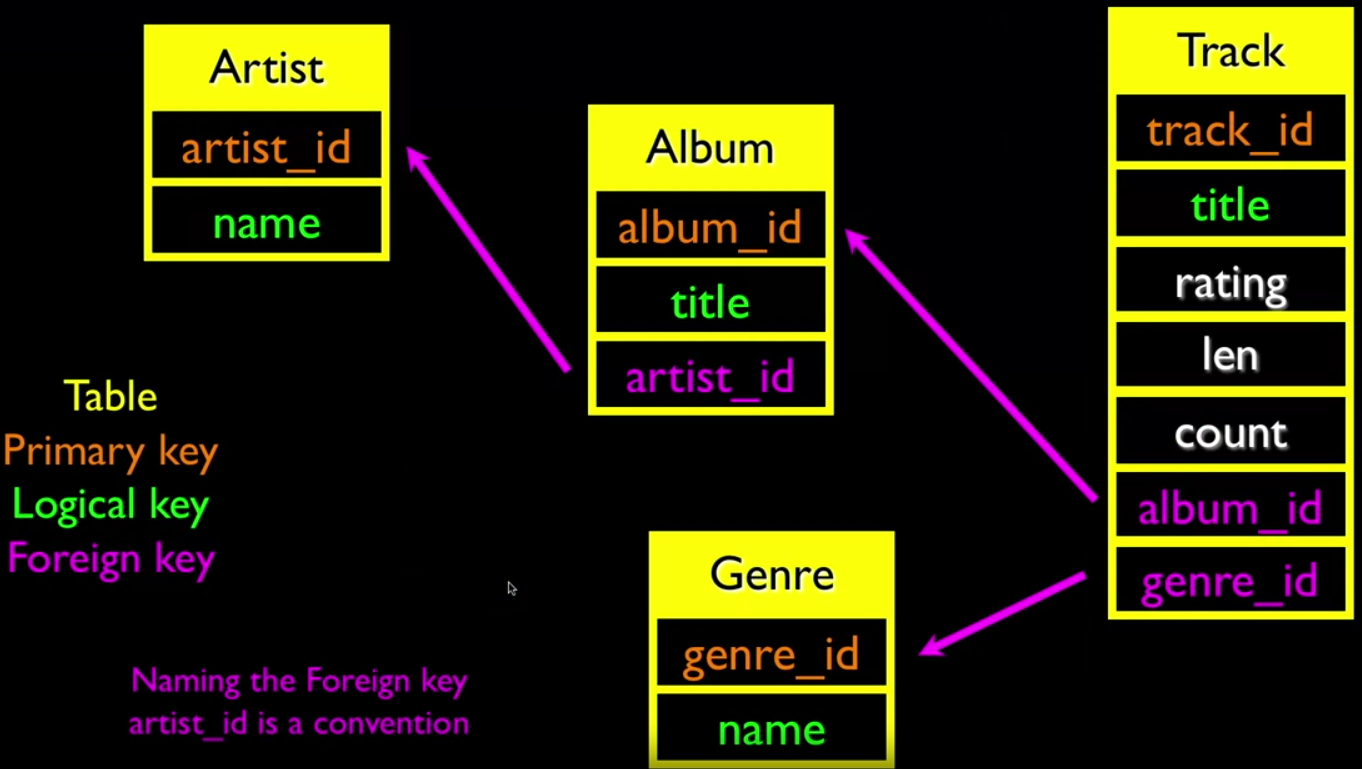 Artist
artist_id
name
Album
album_id
title
artist_id
Track
track_id
title
rating
len
count
album_id
genre_id
Genre
genre_id
name
Table
Primary key
Logical key
Foreign key
Naming the Foreign key
artist_id is a convention